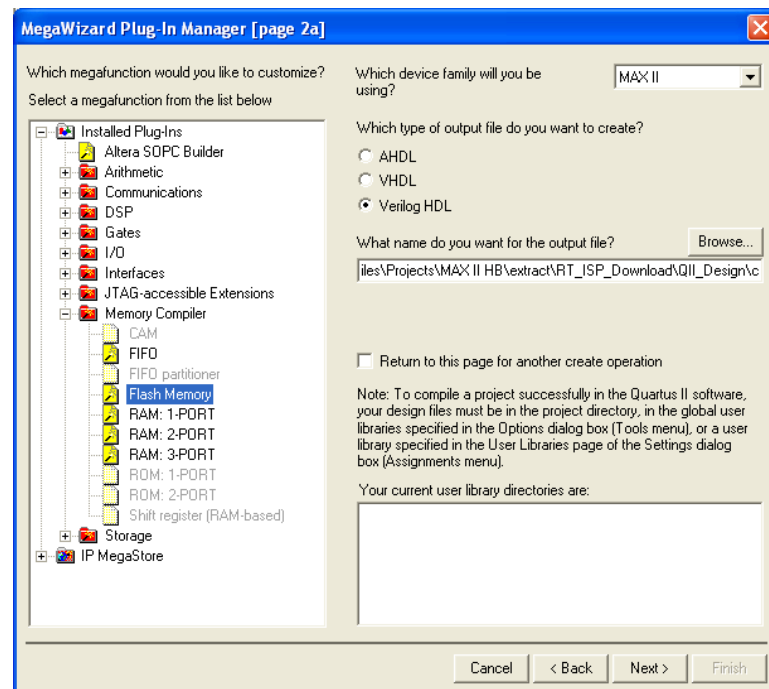 MegaWizard Plug-In Manager [page 2a]
Which megafunction would you like to customize?
Select a megafunction from the list below
Installed Plug-Ins
Altera SOPC Builder
Arithmetic
Communications
DSP
Gates
I/O
Interfaces
JTAG-accessible Extensions
Memory Compiler
CAM
FIFO
FIFO partitioner
Flash Memory
RAM: 1-PORT
RAM: 2-PORT
RAM: 3-PORT
ROM: 1-PORT
ROM: 2-PORT
Shift register (RAM-based)
Storage
IP MegaStore
Which device family will you be
using?
MAX II
Which type of output file do you want to create?
AHDL
VHDL
Verilog HDL
What name do you want for the output file?
Browse...
iles\Projects\MAX II HB\extract\RT_ISP_Download\QII_Design\c
Return to this page for another create operation
Note: To compile a project successfully in the Quartus II software,
your design files must be in the project directory, in the global user
libraries specified in the Options dialog box (Tools menu), or a user
library specified in the User Libraries page of the Settings dialog
box (Assignments menu).
Your current user library directories are:
Cancel
< Back
Next >
Finish